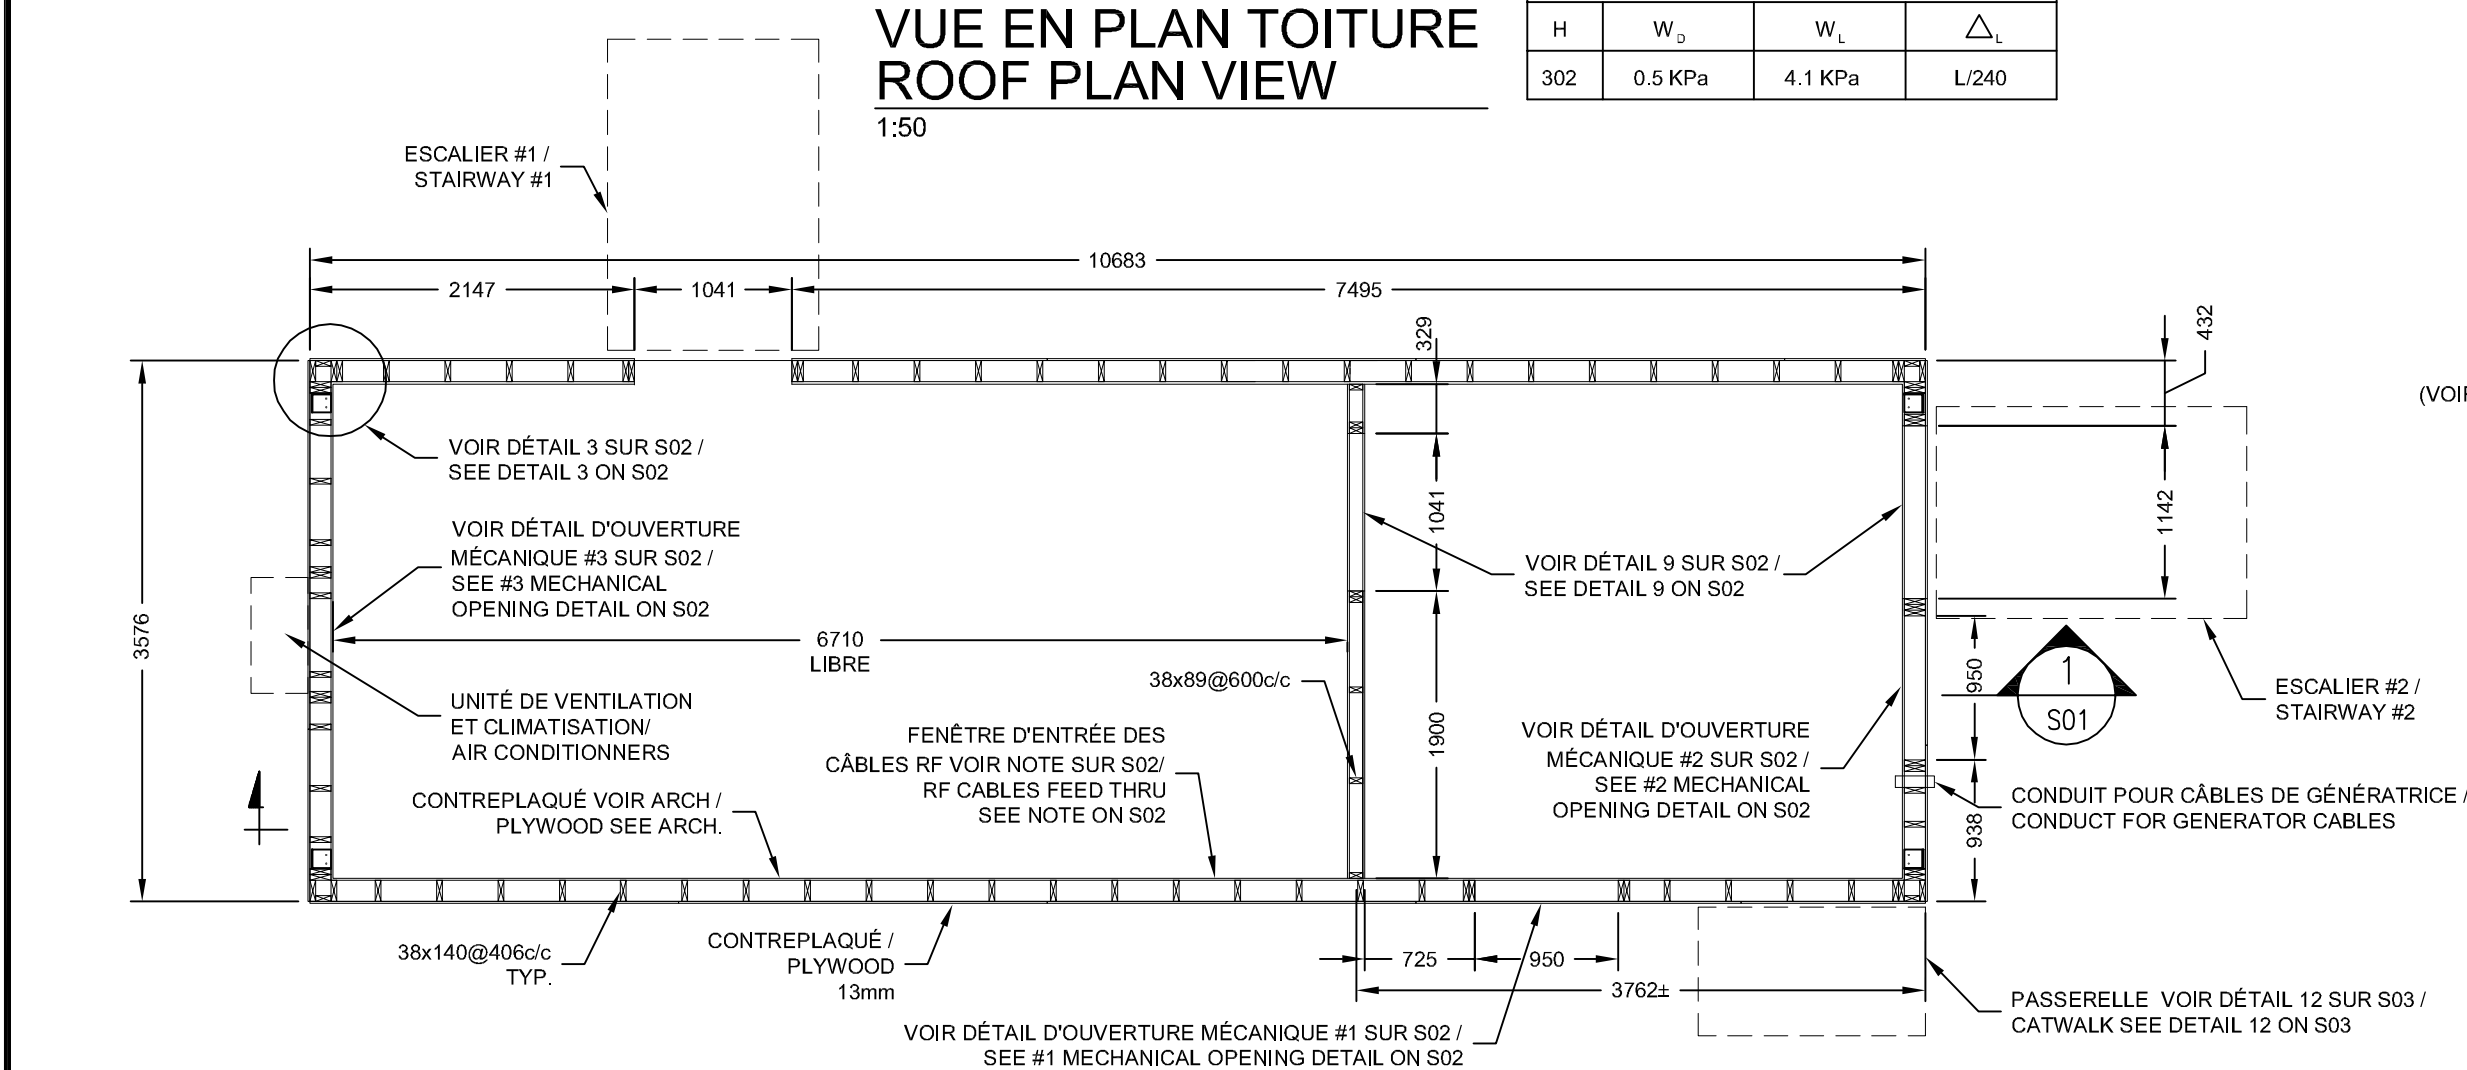 VUE EN PLAN TOITURE
ROOF PLAN VIEW
1:50
H W_D W_L △_L
302 0.5 KPa 4.1 KPa L/240
ESCALIER #1 /
STAIRWAY #1
10683
2147
1041
7495
329
432
(VOIR
VOIR DÉTAIL 3 SUR S02 /
SEE DETAIL 3 ON S02
VOIR DÉTAIL D'OUVERTURE
MÉCANIQUE #3 SUR S02 /
SEE #3 MECHANICAL
OPENING DETAIL ON S02
1041
1142
VOIR DÉTAIL 9 SUR S02 /
SEE DETAIL 9 ON S02
3576
6710
LIBRE
38x89@600c/c
950
1
S01
ESCALIER #2 /
STAIRWAY #2
UNITÉ DE VENTILATION
ET CLIMATISATION/
AIR CONDITIONNERS
FENÊTRE D'ENTRÉE DES
CÂBLES RF VOIR NOTE SUR S02/
RF CABLES FEED THRU
SEE NOTE ON S02
1900
VOIR DÉTAIL D'OUVERTURE
MÉCANIQUE #2 SUR S02 /
SEE #2 MECHANICAL
OPENING DETAIL ON S02
CONTREPLAQUÉ VOIR ARCH /
PLYWOOD SEE ARCH.
938
CONDUIT POUR CÂBLES DE GÉNÉRATRICE /
CONDUCT FOR GENERATOR CABLES
38x140@406c/c
TYP.
CONTREPLAQUÉ /
PLYWOOD
13mm
725
950
3762±
PASSERELLE VOIR DÉTAIL 12 SUR S03 /
CATWALK SEE DETAIL 12 ON S03
VOIR DÉTAIL D'OUVERTURE MÉCANIQUE #1 SUR S02 /
SEE #1 MECHANICAL OPENING DETAIL ON S02